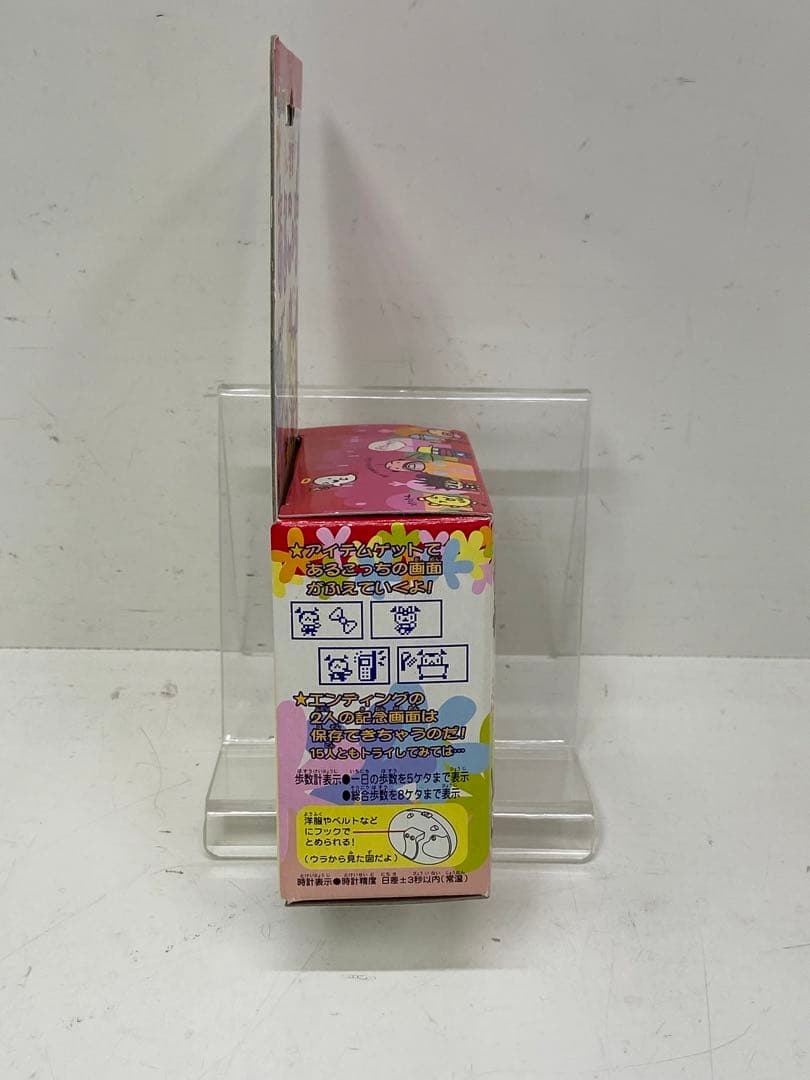 ★アイテムゲットで
あるこっちの画面
がふえていくよ!
★エンディングの
2人の記念画面は
保存できちゃうのだ!
15人ともトライしてみては…
歩数計表示●一日の歩数を5ケタまで表示
●総合歩数を8ケタまで表示
洋服やベルトなど
にフックで
とめられる!
(ウラから見た図だよ)
時計表示●時計精度 日差±3秒以内(常温)